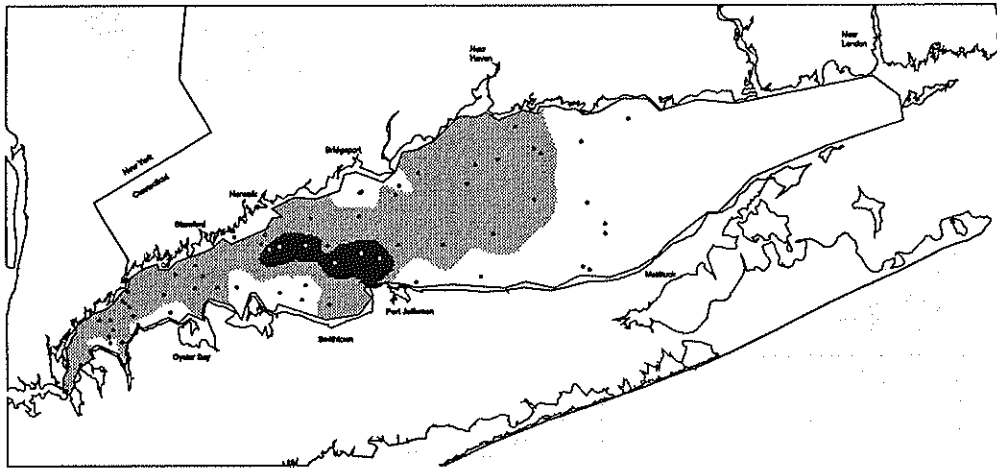 New
Haven
New
London
Bridgeport
New York
Connecticut
Norwalk
Stamford
Mattituck
Port Jefferson
Smithtown
Oyster Bay